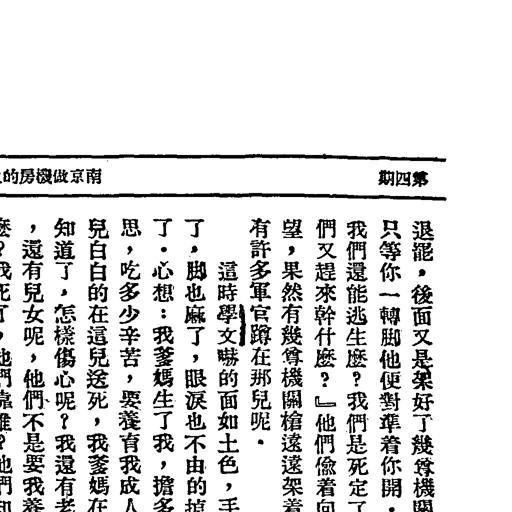 第四期
南京做機房的
退罷，後面又是架好了幾尊機關
只等你一轉脚他便對準着你開．
我們還能逃生麼？我們是死定了
們又趕來幹什麼？』他們偸着向
望，果然有幾尊機關槍遠遠架着
有許多軍官蹲在那兒呢．
這時學文嚇的面如土色，手
了，脚也麻了，眼淚也不由的掉
了．心想：我爹媽生了我，擔多
思，吃多少辛苦，要養育我成人
兒白白的在這兒送死，我爹媽在
知道了，怎樣傷心呢？我還有老
，還有兒女呢，他們不是要我養
麼？我死了，他們靠誰？他們